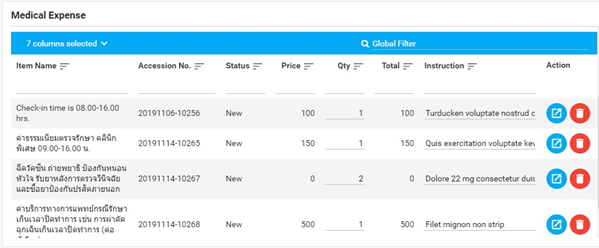 Medical Expense
7 columns selected
Global Filter
Item Name Accession No. Status Price Qty Total Instruction Action
Check-in time is 08.00-16.00
hrs.
20191106-10256 New 100 1 100 Turducken voluptate nostrud c
ค่าธรรมเนียมตรวจรักษา คลินิก
พิเศษ 09.00-16.00 น.
20191114-10265 New 150 1 150 Quis exercitation voluptate kev
ฉีดวัคซีน ถ่ายพยาธิ ป้องกันหนอน
หัวใจ รับยาหลังการตรวจวินิจฉัย
และซื้อยาป้องกันปรสิตภายนอก
20191114-10267 New 0 2 0 Dolore 22 mg consectetur duis
ค่าบริการทางการแพทย์กรณีรักษา
เกินเวลาปิดทำการ เช่น การผ่าตัด
ฉุกเฉินเกินเวลาปิดทำการ (ต่อ
20191114-10268 New 500 1 500 Filet mignon non strip